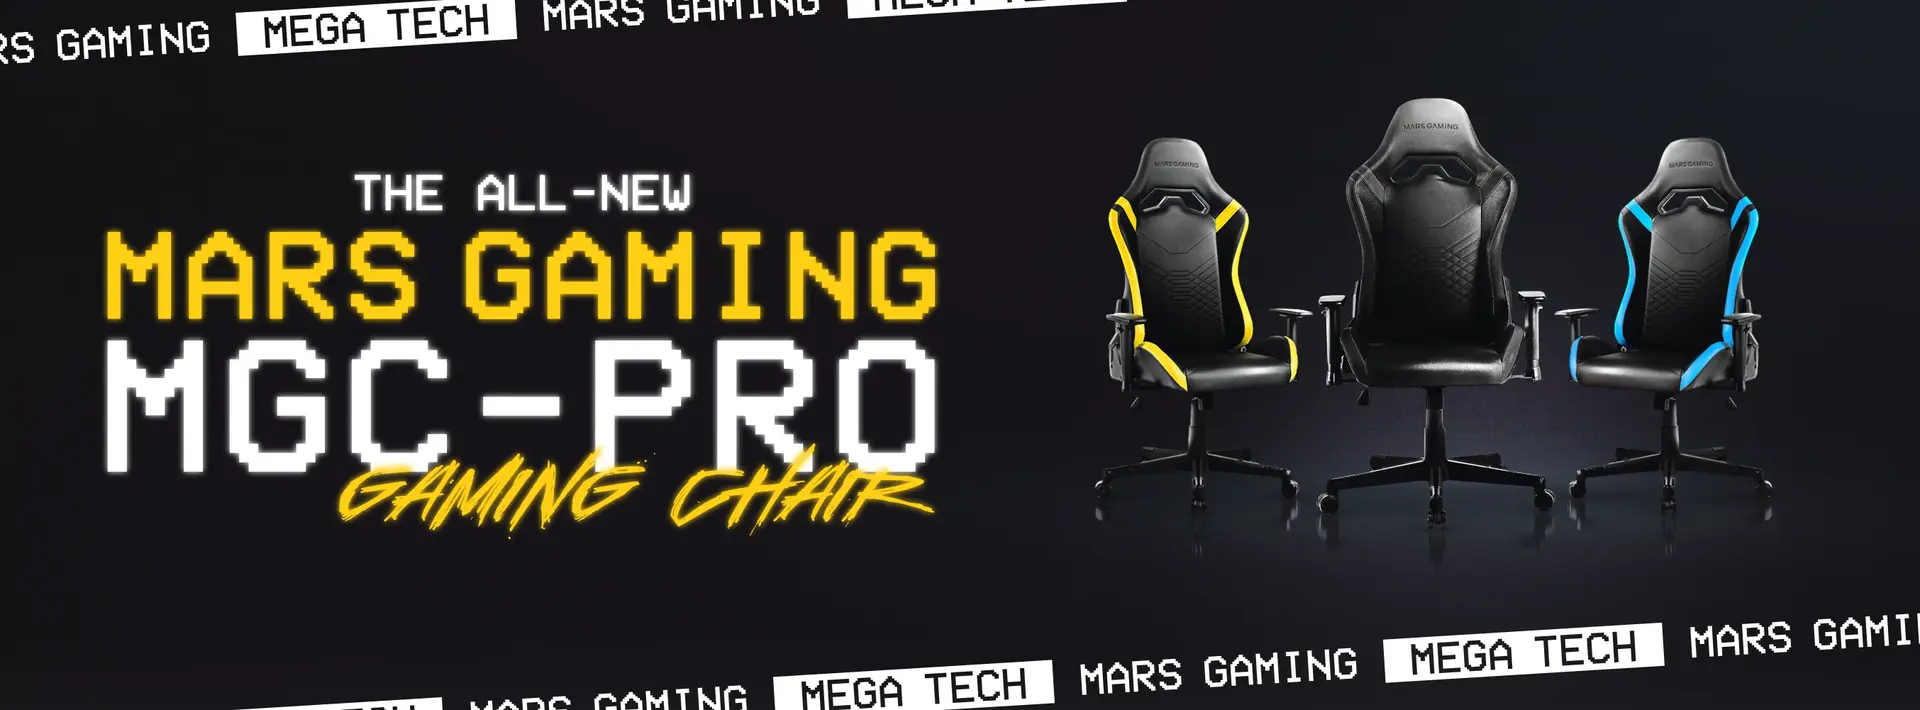 RS GAMING MEGA TECH MARS GAMING MEGA TECH
THE ALL-NEW
MARS GAMING
MGC-PRO
GAMING CHAIR
MARS GAMING
MARS GAMING
MARS GAMING
TECH MARS GAMING MEGA TECH MARS GAMING MEGA TECH MARS GAMI